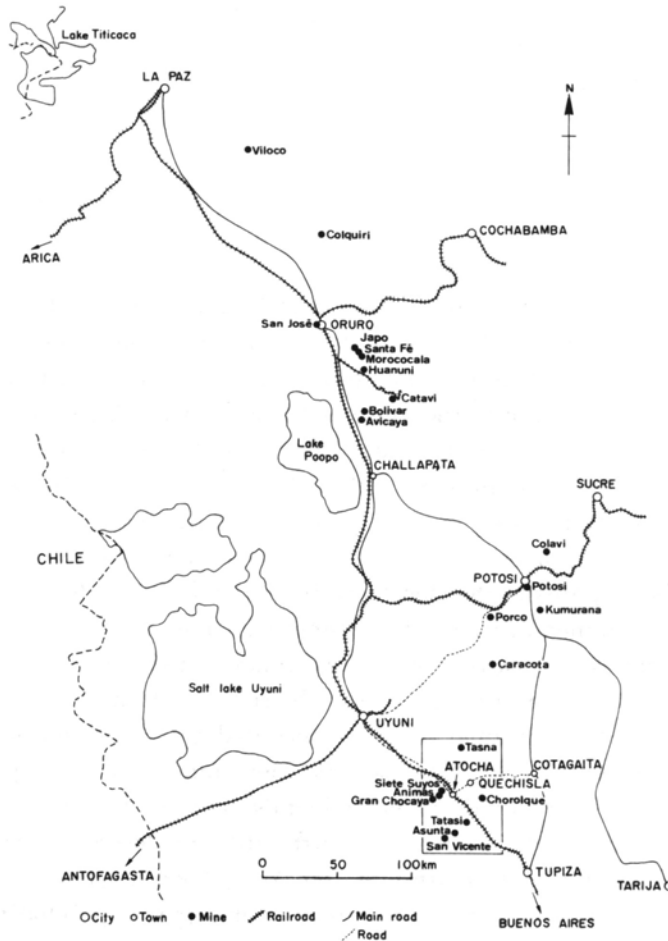 Lake Titicaca
LA PAZ
N
Viloco
Colquiri
COCHABAMBA
ARICA
San José
ORURO
Japo
Santa Fé
Morococala
Huanuni
Catavi
Bolivar
Avicaya
Lake
Poopo
CHALLAPATA
SUCRE
CHILE
Colavi
POTOSI
Potosi
Kumurana
Porco
Caracota
Salt lake Uyuni
UYUNI
Tasna
ATOCHA
COTAGAITA
QUECHISLA
Siete Suyos
Animas
Gran Chocaya
Chorolque
Tatasi
Asunta
San Vicente
0 50 100km
ANTOFAGASTA
TUPIZA
TARIJA
BUENOS AIRES
City Town Mine Railroad Main road
Road